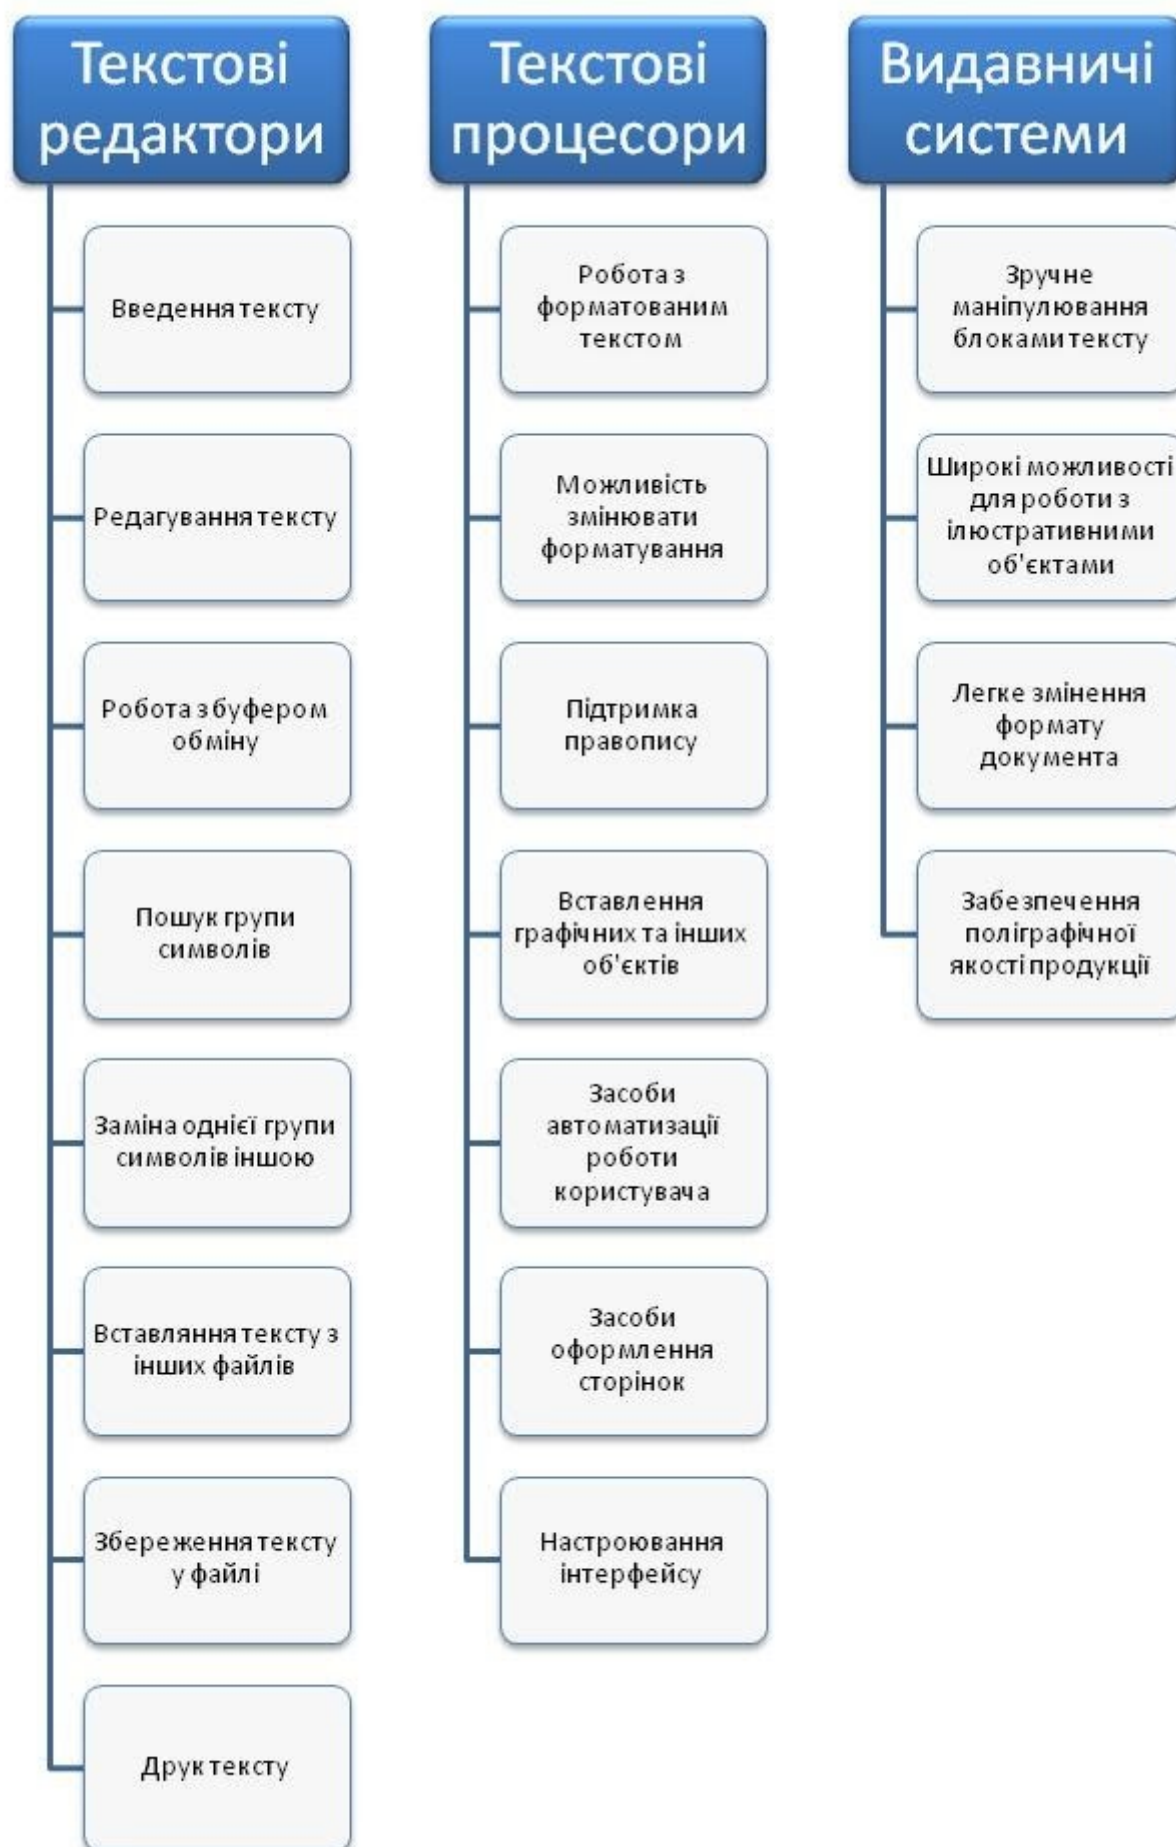 Текстові
редактори
Введення тексту
Редагування тексту
Робота з буфером
обміну
Пошук групи
символів
Заміна однієї групи
символів іншою
Вставляння тексту з
інших файлів
Збереження тексту
у файлі
Друк тексту
Текстові
процесори
Робота з
форматованим
текстом
Можливість
змінювати
форматування
Підтримка
правопису
Вставлення
графічних та інших
об'єктів
Засоби
автоматизації
роботи
користувача
Засоби
оформлення
сторінок
Настроювання
інтерфейсу
Видавничі
системи
Зручне
маніпулювання
блоками тексту
Широкі можливості
для роботи з
ілюстративними
об'єктами
Легке змінення
формату
документа
Забезпечення
поліграфічної
якості продукції